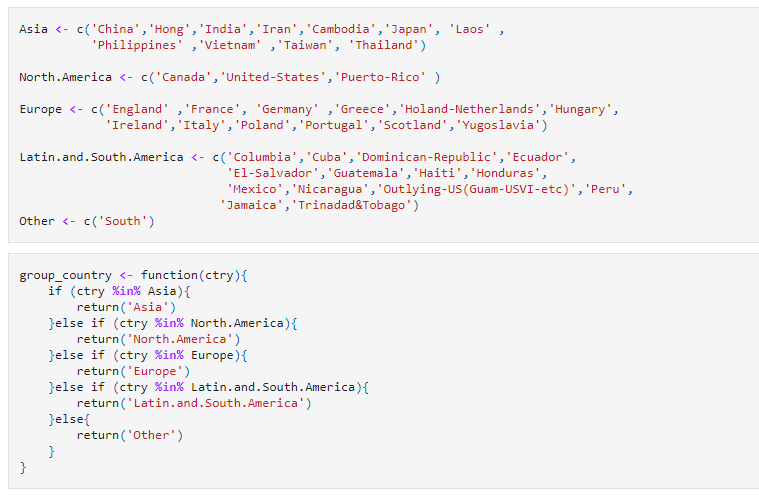 Asia <- c('China','Hong','India','Iran','Cambodia','Japan', 'Laos' ,
          'Philippines' ,'Vietnam' ,'Taiwan', 'Thailand')
North.America <- c('Canada','United-States','Puerto-Rico' )
Europe <- c('England' ,'France', 'Germany' ,'Greece','Holand-Netherlands','Hungary',
            'Ireland','Italy','Poland','Portugal','Scotland','Yugoslavia')
Latin.and.South.America <- c('Columbia','Cuba','Dominican-Republic','Ecuador',
                             'El-Salvador','Guatemala','Haiti','Honduras',
                             'Mexico','Nicaragua','Outlying-US(Guam-USVI-etc)','Peru',
                            'Jamaica','Trinadad&Tobago')
Other <- c('South')
group_country <- function(ctry){
    if (ctry %in% Asia){
        return('Asia')
    }else if (ctry %in% North.America){
        return('North.America')
    }else if (ctry %in% Europe){
        return('Europe')
    }else if (ctry %in% Latin.and.South.America){
        return('Latin.and.South.America')
    }else{
        return('Other')
    }
}